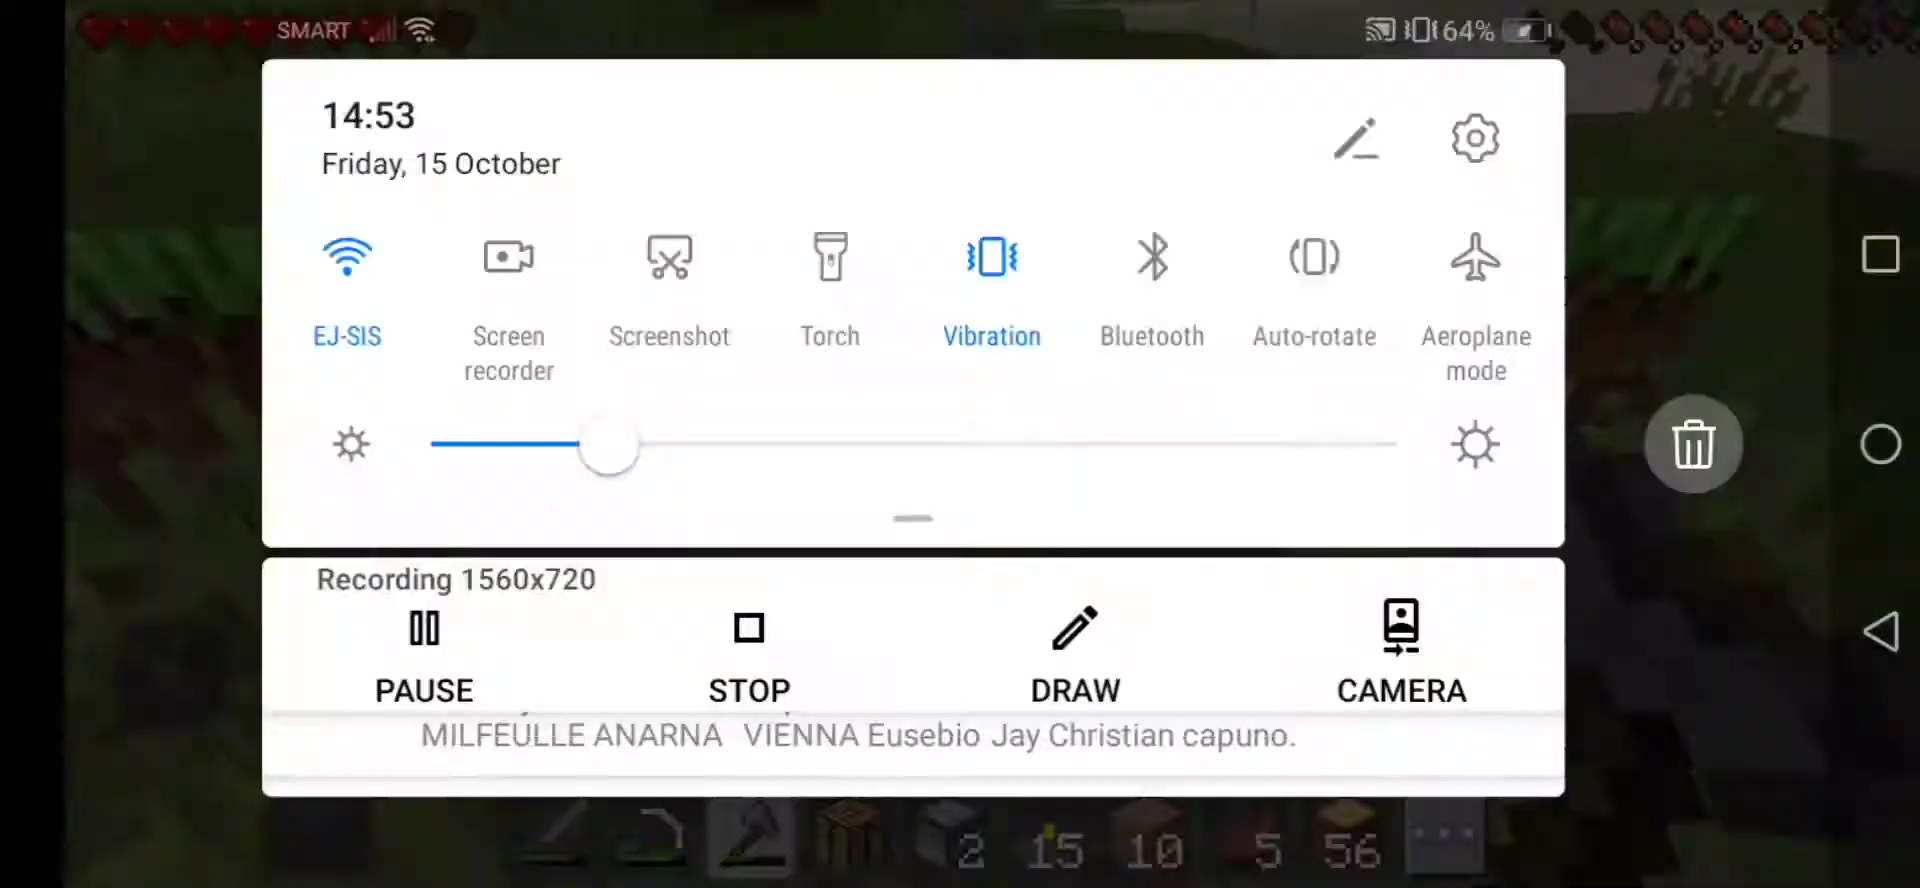 SMART
64%
14:53
Friday, 15 October
EJ-SIS
Screen recorder
Screenshot
Torch
Vibration
Bluetooth
Auto-rotate
Aeroplane mode
Recording 1560x720
PAUSE
STOP
DRAW
CAMERA
MILFEULLE ANARNA VIENNA Eusebio Jay Christian capuno.
2
15
10
5
56